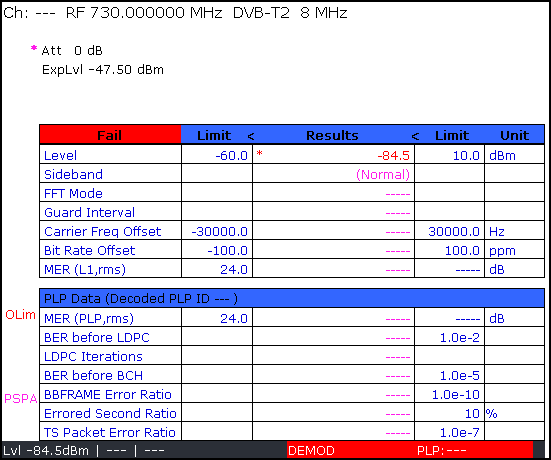 Ch: --- RF 730.000000 MHz DVB-T2 8 MHz
* Att 0 dB
ExpLvl -47.50 dBm
Fail Limit < Results < Limit Unit
Level -60.0 * -84.5 10.0 dBm
Sideband (Normal)
FFT Mode -----
Guard Interval -----
Carrier Freq Offset -30000.0 ----- 30000.0 Hz
Bit Rate Offset -100.0 ----- 100.0 ppm
MER (L1,rms) 24.0 ----- ----- dB
PLP Data (Decoded PLP ID --- )
OLim
MER (PLP,rms) 24.0 ----- ----- dB
BER before LDPC ----- 1.0e-2
LDPC Iterations -----
BER before BCH ----- 1.0e-5
PSPA
BBFRAME Error Ratio ----- 1.0e-10
Errored Second Ratio ----- 10 %
TS Packet Error Ratio ----- 1.0e-7
Lvl -84.5dBm | --- | --- DEMOD PLP:---